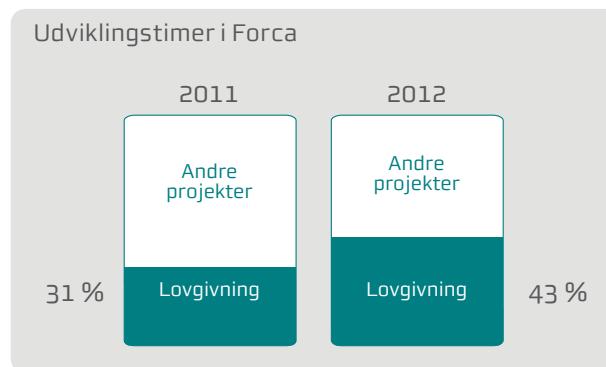 Udviklingstimer i Forca
2011
2012
Andre
projekter
Andre
projekter
31 %
Lovgivning
Lovgivning
43 %